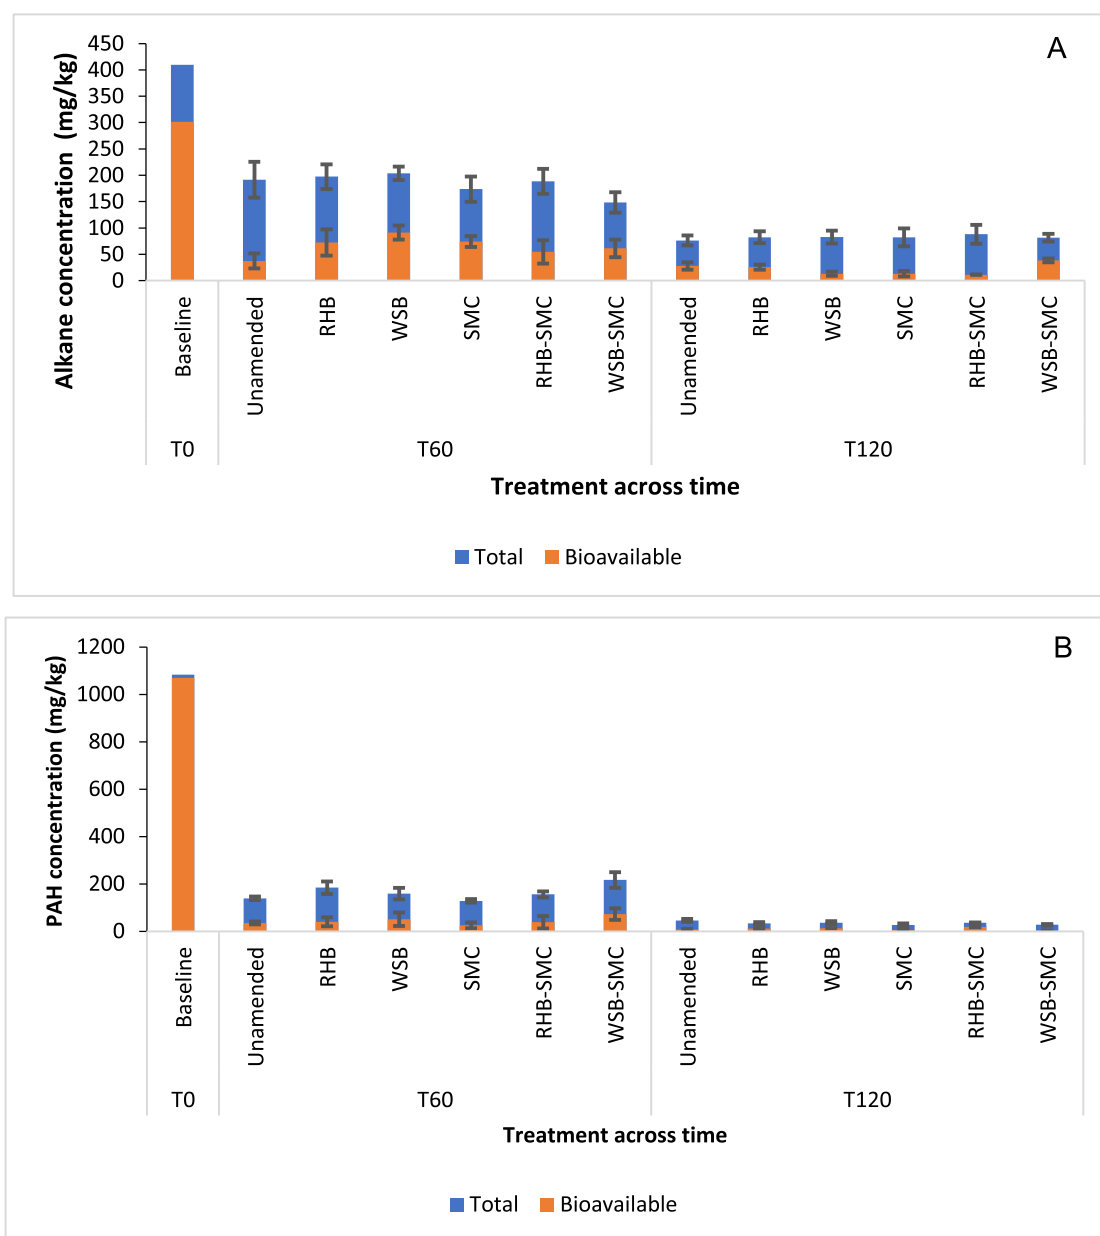 A
Alkane concentration (mg/kg)
450
400
350
300
250
200
150
100
50
0
Baseline
Unamended
RHB
WSB
SMC
RHB-SMC
WSB-SMC
Unamended
RHB
WSB
SMC
RHB-SMC
WSB-SMC
T0 T60 T120
Treatment across time
Total Bioavailable
B
PAH concentration (mg/kg)
1200
1000
800
600
400
200
0
Baseline
Unamended
RHB
WSB
SMC
RHB-SMC
WSB-SMC
Unamended
RHB
WSB
SMC
RHB-SMC
WSB-SMC
T0 T60 T120
Treatment across time
Total Bioavailable